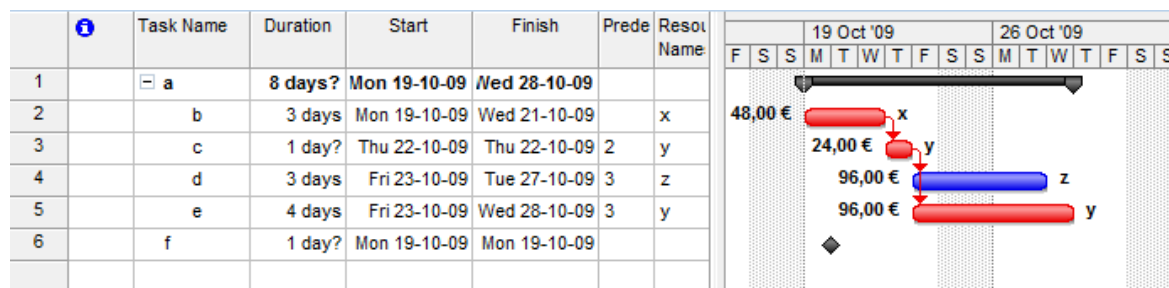 Task Name Duration Start Finish Prede Resou 19 Oct '09 26 Oct '09
Name: F S S M T W T F S S M T W T F S S
1 a 8 days? Mon 19-10-09 Wed 28-10-09
2 b 3 days Mon 19-10-09 Wed 21-10-09 x 48,00 € x
3 c 1 day? Thu 22-10-09 Thu 22-10-09 2 y 24,00 € y
4 d 3 days Fri 23-10-09 Tue 27-10-09 3 z 96,00 € z
5 e 4 days Fri 23-10-09 Wed 28-10-09 3 y 96,00 € y
6 f 1 day? Mon 19-10-09 Mon 19-10-09